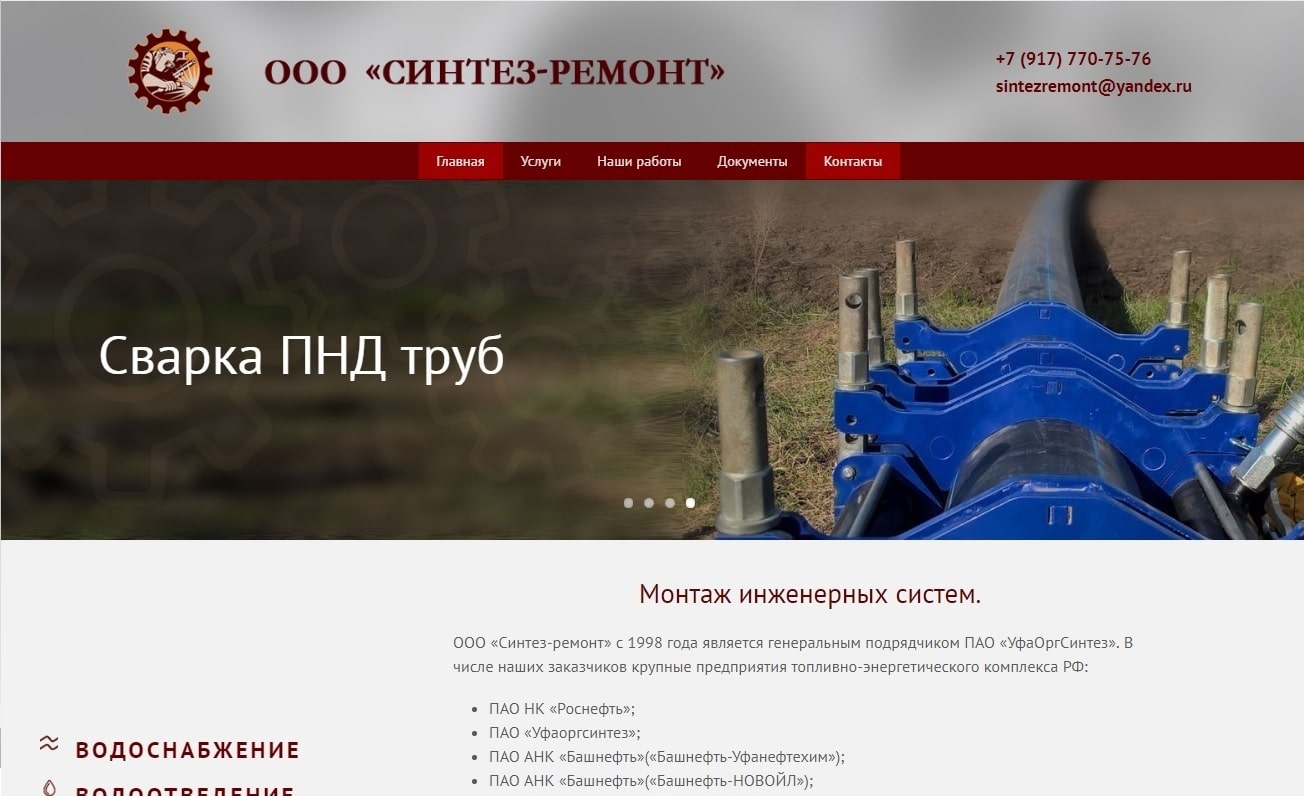 ООО «СИНТЕЗ-РЕМОНТ»
+7 (917) 770-75-76
sintezremont@yandex.ru
Главная Услуги Наши работы Документы Контакты
Сварка ПНД труб
Монтаж инженерных систем.
ООО «Синтез-ремонт» с 1998 года является генеральным подрядчиком ПАО «УфаОргСинтез». В
числе наших заказчиков крупные предприятия топливно-энергетического комплекса РФ:
ПАО НК «Роснефть»;
ПАО «Уфаоргсинтез»;
ПАО АНК «Башнефть»(«Башнефть-Уфанефтехим»);
ПАО АНК «Башнефть»(«Башнефть-НОВОЙЛ»);
ВОДОСНАБЖЕНИЕ
ВОДООТВЕДЕНИЕ